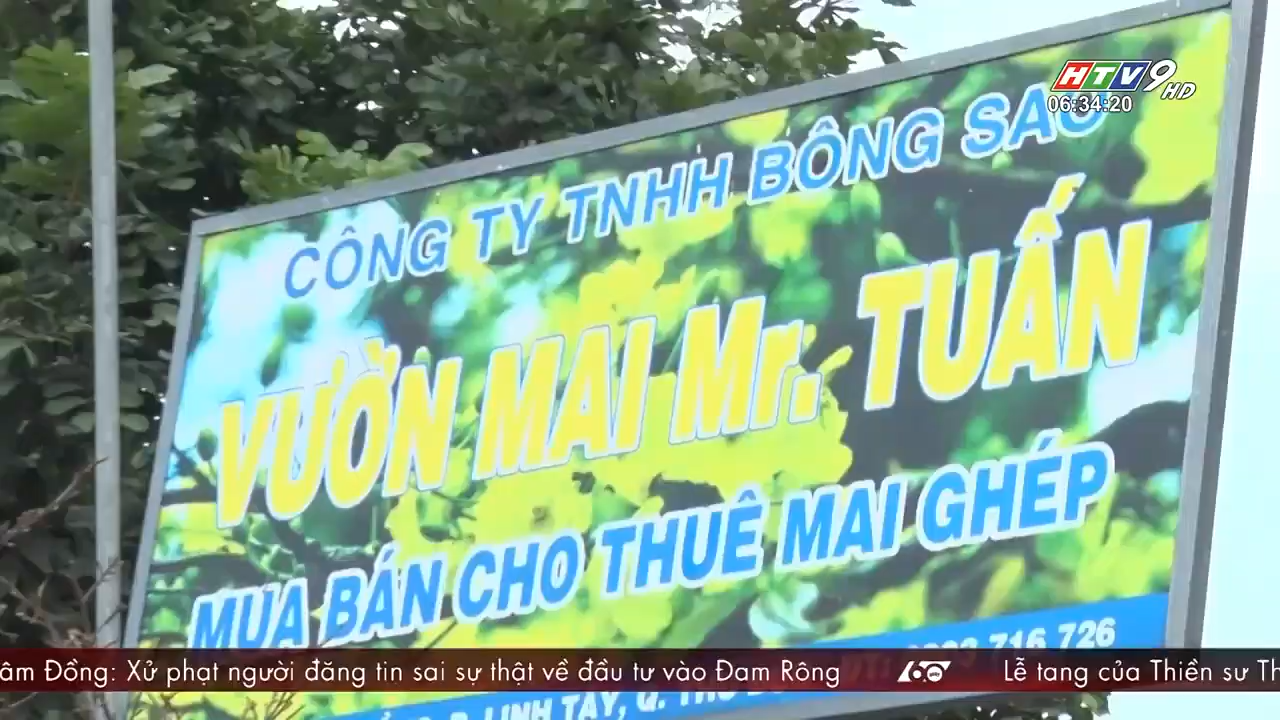 HTV9 HD
06:34:20
CÔNG TY TNHH BÔNG SAO
VƯỜN MAI Mr. TUẤN
MUA BÁN CHO THUÊ MAI GHÉP
716 726
âm Đồng: Xử phạt người đăng tin sai sự thật về đầu tư vào Đam Rông
Lễ tang của Thiền sư Th
P. LINH TÂY, Q.